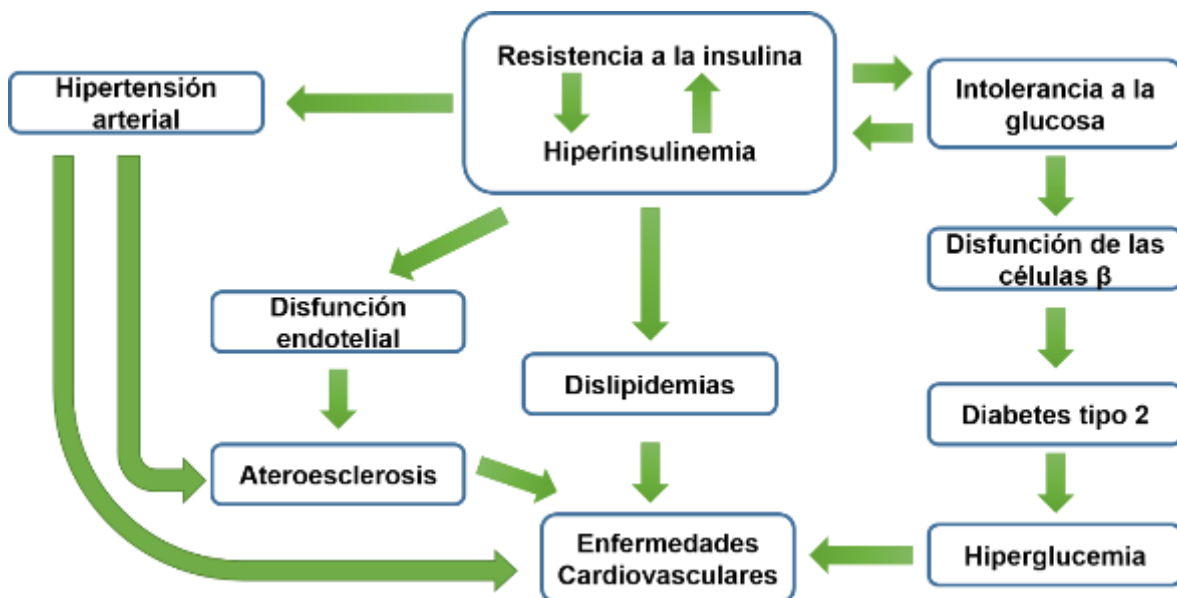 Resistencia a la insulina
Hiperinsulinemia
Hipertensión
arterial
Intolerancia a la
glucosa
Disfunción de las
células β
Disfunción
endotelial
Dislipidemias
Diabetes tipo 2
Ateroesclerosis
Enfermedades
Cardiovasculares
Hiperglucemia